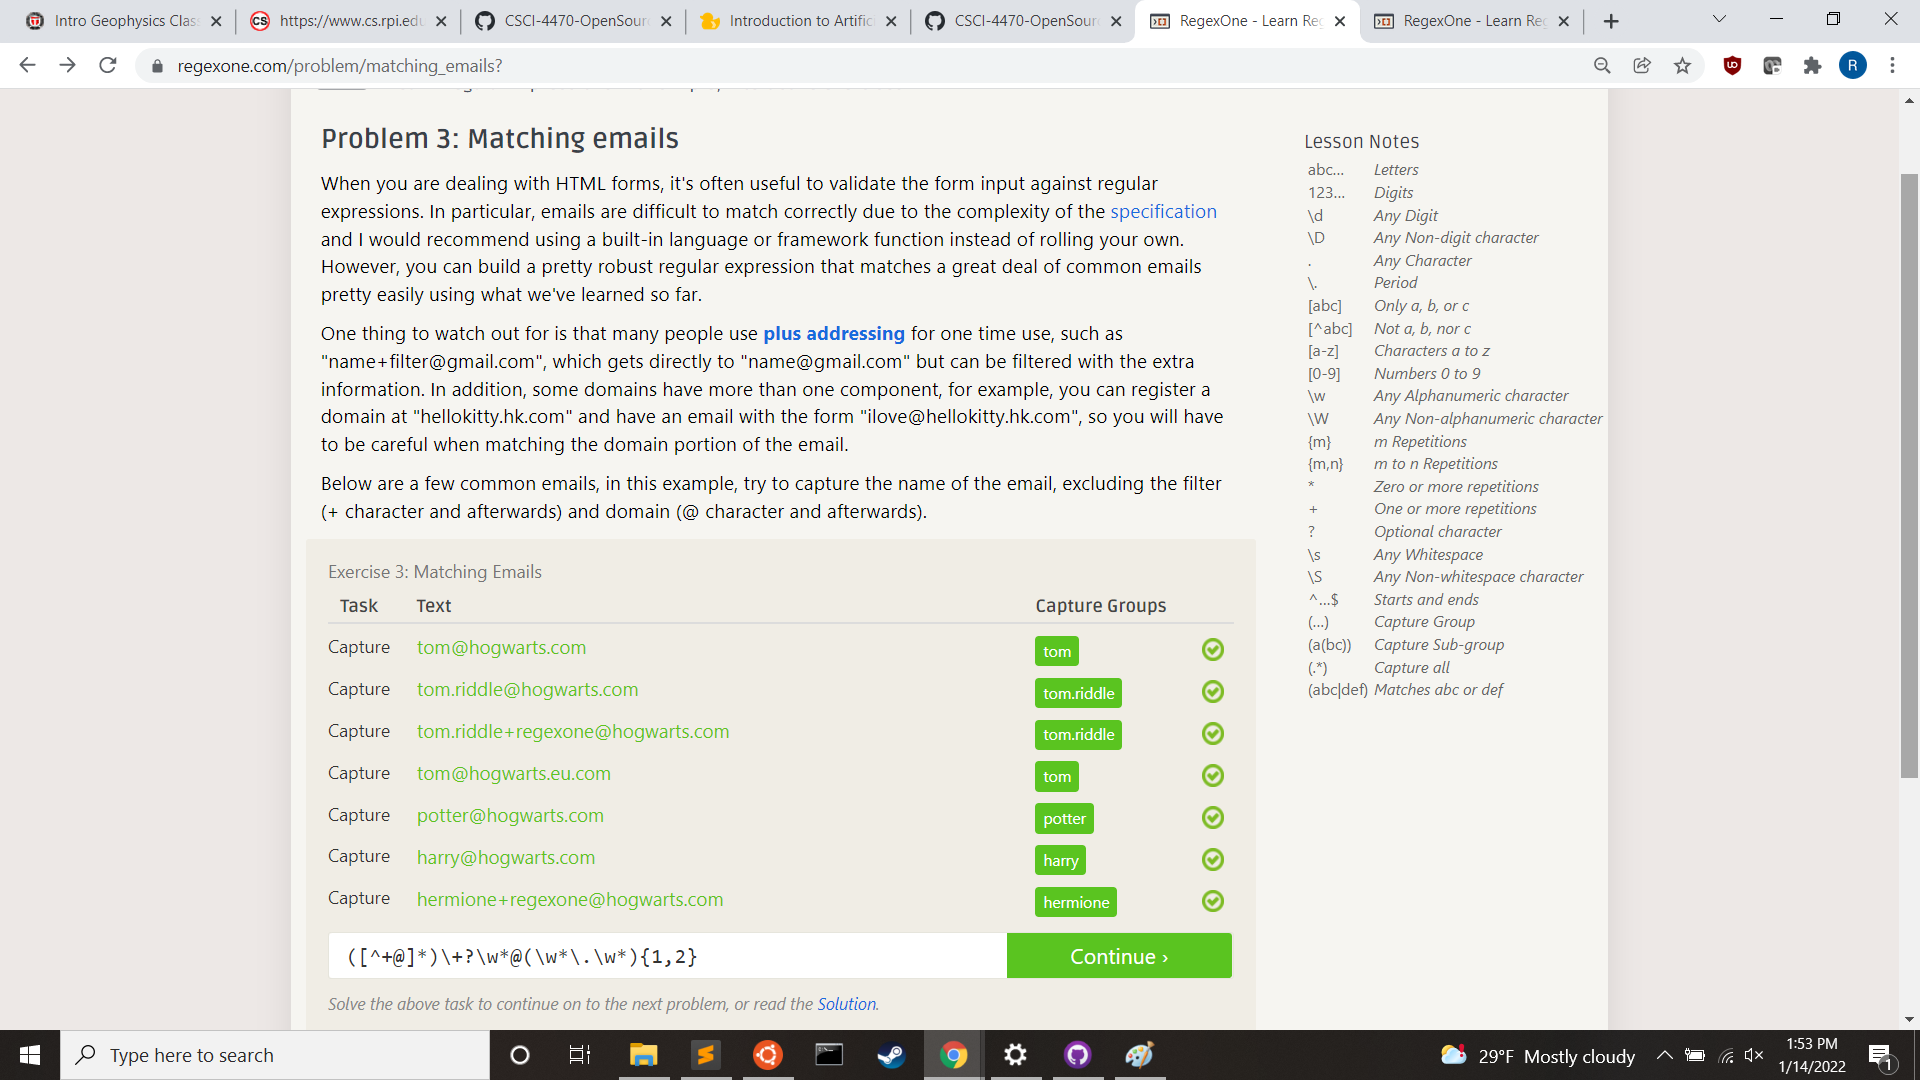 Intro Geophysics Clas
https://www.cs.rpi.ed
CSCI-4470-OpenSour
Introduction to Artific
CSCI-4470-OpenSour
RegexOne - Learn Re
RegexOne - Learn Re
regexone.com/problem/matching_emails?
R
Problem 3: Matching emails
When you are dealing with HTML forms, it's often useful to validate the form input against regular
expressions. In particular, emails are difficult to match correctly due to the complexity of the specification
and I would recommend using a built-in language or framework function instead of rolling your own.
However, you can build a pretty robust regular expression that matches a great deal of common emails
pretty easily using what we've learned so far.
One thing to watch out for is that many people use plus addressing for one time use, such as
"name+filter@gmail.com", which gets directly to "name@gmail.com" but can be filtered with the extra
information. In addition, some domains have more than one component, for example, you can register a
domain at "hellokitty.hk.com" and have an email with the form "ilove@hellokitty.hk.com", so you will have
to be careful when matching the domain portion of the email.
Below are a few common emails, in this example, try to capture the name of the email, excluding the filter
(+ character and afterwards) and domain (@ character and afterwards).
Exercise 3: Matching Emails
Task Text Capture Groups
Capture tom@hogwarts.com tom
Capture tom.riddle@hogwarts.com tom.riddle
Capture tom.riddle+regexone@hogwarts.com tom.riddle
Capture tom@hogwarts.eu.com tom
Capture potter@hogwarts.com potter
Capture harry@hogwarts.com harry
Capture hermione+regexone@hogwarts.com hermione
([^+@]*)\+?\w*@(\w*\.\w*){1,2} Continue ›
Solve the above task to continue on to the next problem, or read the Solution.
Lesson Notes
abc... Letters
123... Digits
\d Any Digit
\D Any Non-digit character
. Any Character
\. Period
[abc] Only a, b, or c
[^abc] Not a, b, nor c
[a-z] Characters a to z
[0-9] Numbers 0 to 9
\w Any Alphanumeric character
\W Any Non-alphanumeric character
{m} m Repetitions
{m,n} m to n Repetitions
* Zero or more repetitions
+ One or more repetitions
? Optional character
\s Any Whitespace
\S Any Non-whitespace character
^...$ Starts and ends
(...) Capture Group
(a(bc)) Capture Sub-group
(.*) Capture all
(abc|def) Matches abc or def
Type here to search
29°F Mostly cloudy
1:53 PM
1/14/2022
1